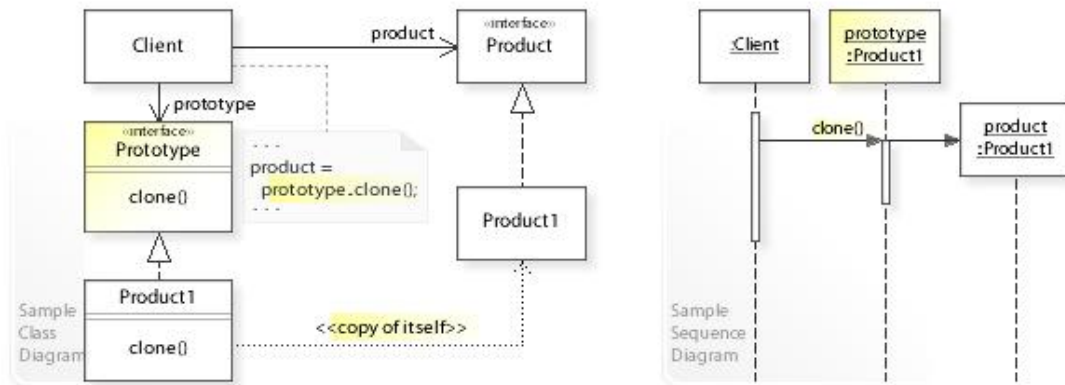 Client
product
«interface»
Product
prototype
«interface»
Prototype
clone()
. . .
product =
prototype.clone();
. . .
Product1
Product1
clone()
<<copy of itself>>
Sample
Class
Diagram
:Client
prototype
:Product1
clone()
product
:Product1
Sample
Sequence
Diagram